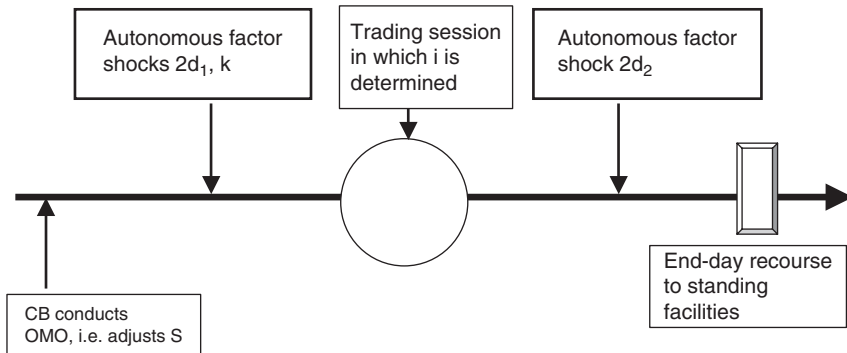 Autonomous factor
shocks 2d₁, k
Trading session
in which i is
determined
Autonomous factor
shock 2d₂
CB conducts
OMO, i.e. adjusts S
End-day recourse
to standing
facilities